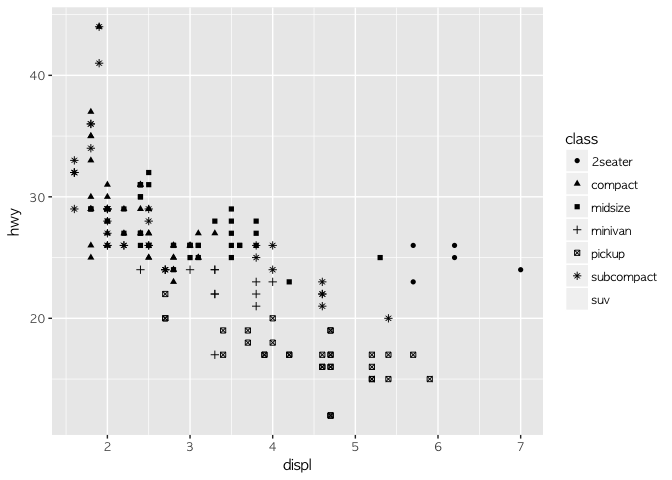 40
30
20
hwy
2
3
4
5
6
7
displ
class
2seater
compact
midsize
minivan
pickup
subcompact
suv